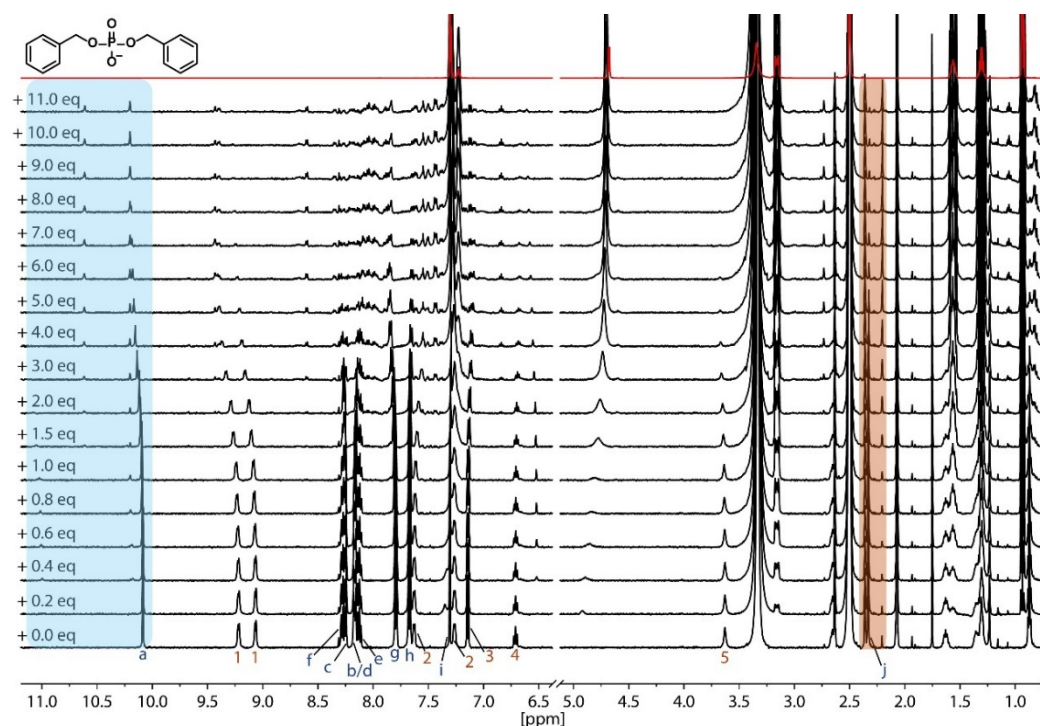 O
O P O
O−
+ 11.0 eq
+ 10.0 eq
+ 9.0 eq
+ 8.0 eq
+ 7.0 eq
+ 6.0 eq
+ 5.0 eq
+ 4.0 eq
+ 3.0 eq
+ 2.0 eq
+ 1.5 eq
+ 1.0 eq
+ 0.8 eq
+ 0.6 eq
+ 0.4 eq
+ 0.2 eq
+ 0.0 eq
a 1 1 f c b/d e g h 2 i 2 3 4 5 j
11.0 10.5 10.0 9.5 9.0 8.5 8.0 7.5 7.0 6.5 5.0 4.5 4.0 3.5 3.0 2.5 2.0 1.5 1.0
[ppm] [ppm]